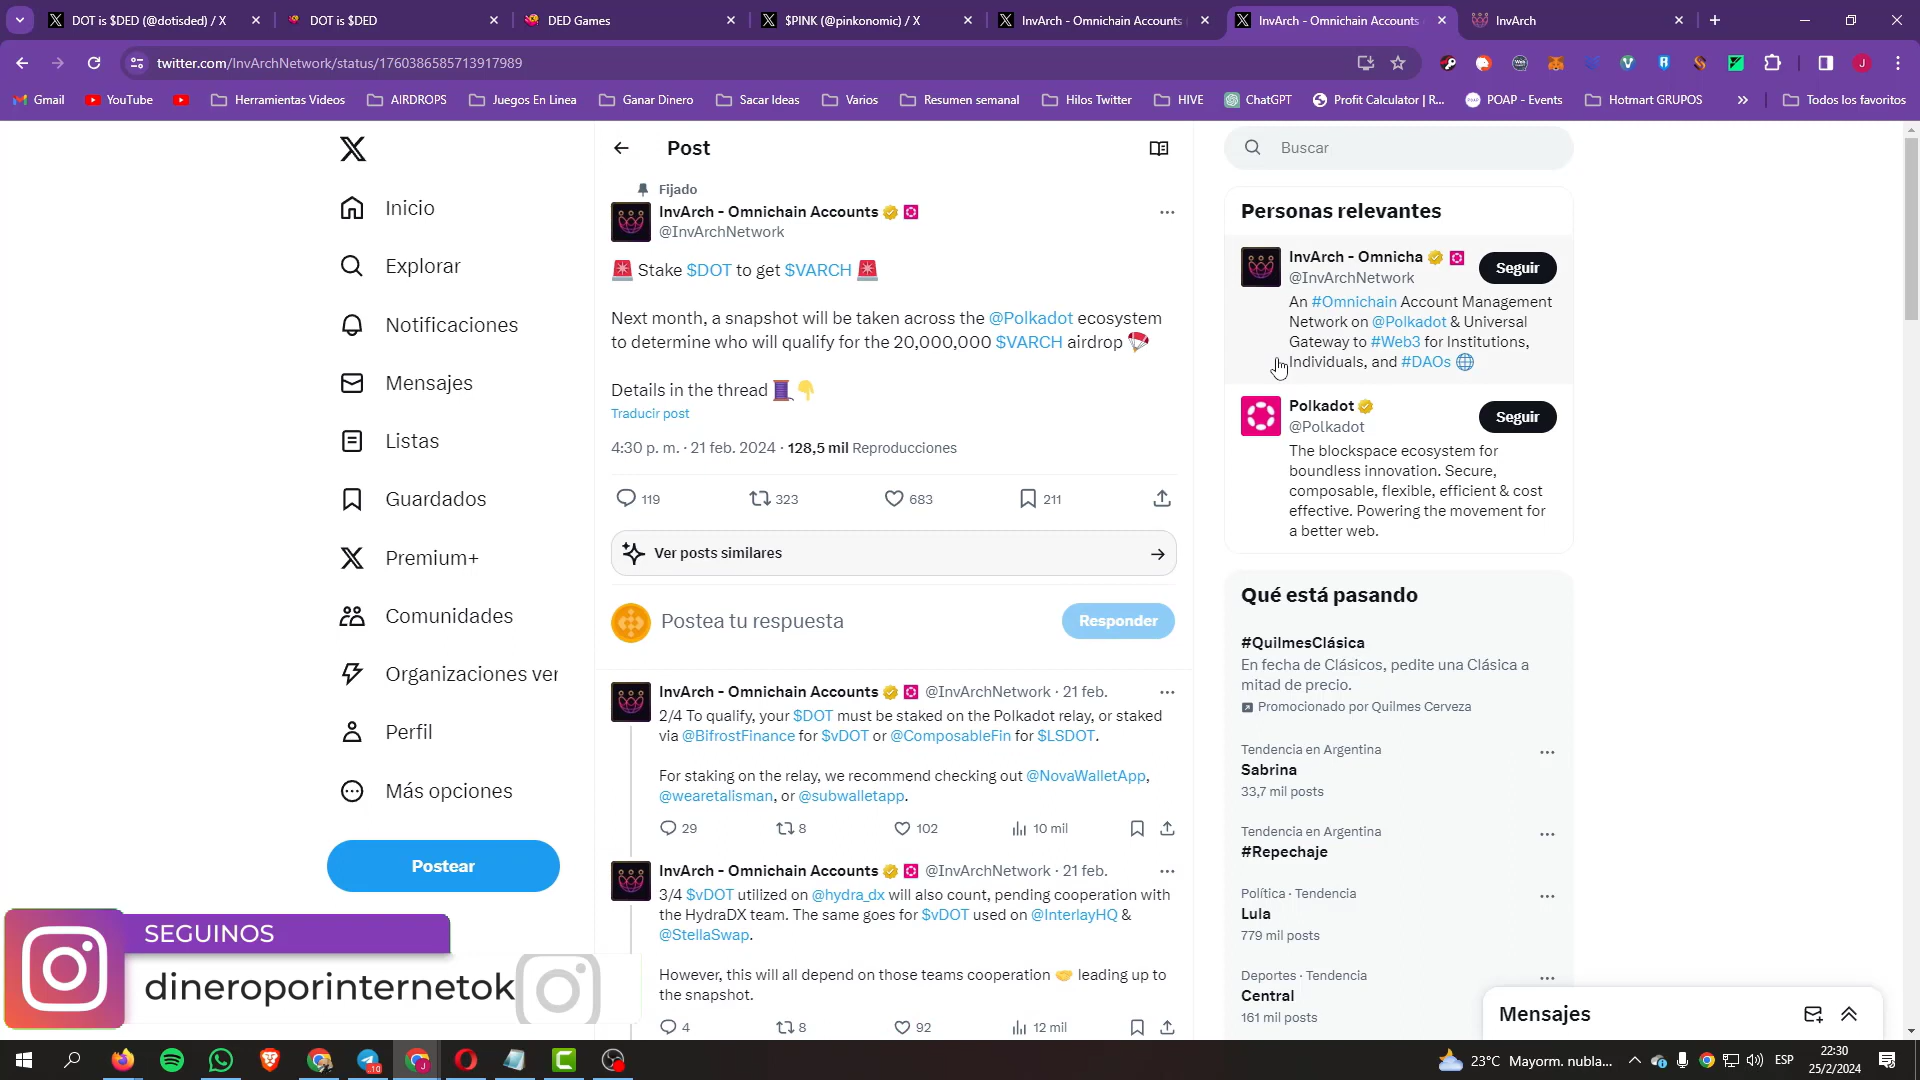 DOT is $DED (@dotisded) / X
DOT is $DED
DED Games
$PINK (@pinkonomic) / X
InvArch - Omnichain Accounts
InvArch - Omnichain Accounts
InvArch
twitter.com/InvArchNetwork/status/1760386585713917989
Gmail
YouTube
Herramientas Videos
AIRDROPS
Juegos En Linea
Ganar Dinero
Sacar Ideas
Varios
Resumen semanal
Hilos Twitter
HIVE
ChatGPT
Profit Calculator | R...
POAP - Events
Hotmart GRUPOS
Todos los favoritos
Inicio
Explorar
Notificaciones
Mensajes
Listas
Guardados
Premium+
Comunidades
Organizaciones ver
Perfil
Más opciones
Postear
SEGUINOS
dineroporinternetok
Post
Fijado
InvArch - Omnichain Accounts
@InvArchNetwork
Stake $DOT to get $VARCH
Next month, a snapshot will be taken across the @Polkadot ecosystem
to determine who will qualify for the 20,000,000 $VARCH airdrop
Details in the thread
Traducir post
4:30 p. m. · 21 feb. 2024 · 128,5 mil Reproducciones
119
323
683
211
Ver posts similares
Postea tu respuesta
Responder
InvArch - Omnichain Accounts @InvArchNetwork · 21 feb.
2/4 To qualify, your $DOT must be staked on the Polkadot relay, or staked
via @BifrostFinance for $vDOT or @ComposableFin for $LSDOT.
For staking on the relay, we recommend checking out @NovaWalletApp,
@wearetalisman, or @subwalletapp.
29
8
102
10 mil
InvArch - Omnichain Accounts @InvArchNetwork · 21 feb.
3/4 $vDOT utilized on @hydra_dx will also count, pending cooperation with
the HydraDX team. The same goes for $vDOT used on @InterlayHQ &
@StellaSwap.
However, this will all depend on those teams cooperation leading up to
the snapshot.
4
8
92
12 mil
Buscar
Personas relevantes
InvArch - Omnicha
@InvArchNetwork
Seguir
An #Omnichain Account Management
Network on @Polkadot & Universal
Gateway to #Web3 for Institutions,
Individuals, and #DAOs
Polkadot
@Polkadot
Seguir
The blockspace ecosystem for
boundless innovation. Secure,
composable, flexible, efficient & cost
effective. Powering the movement for
a better web.
Qué está pasando
#QuilmesClásica
En fecha de Clásicos, pedite una Clásica a
mitad de precio.
Promocionado por Quilmes Cerveza
Tendencia en Argentina
Sabrina
33,7 mil posts
Tendencia en Argentina
#Repechaje
Política · Tendencia
Lula
779 mil posts
Deportes · Tendencia
Central
161 mil posts
Mensajes
23°C Mayorm. nubla...
ESP
22:30
25/2/2024